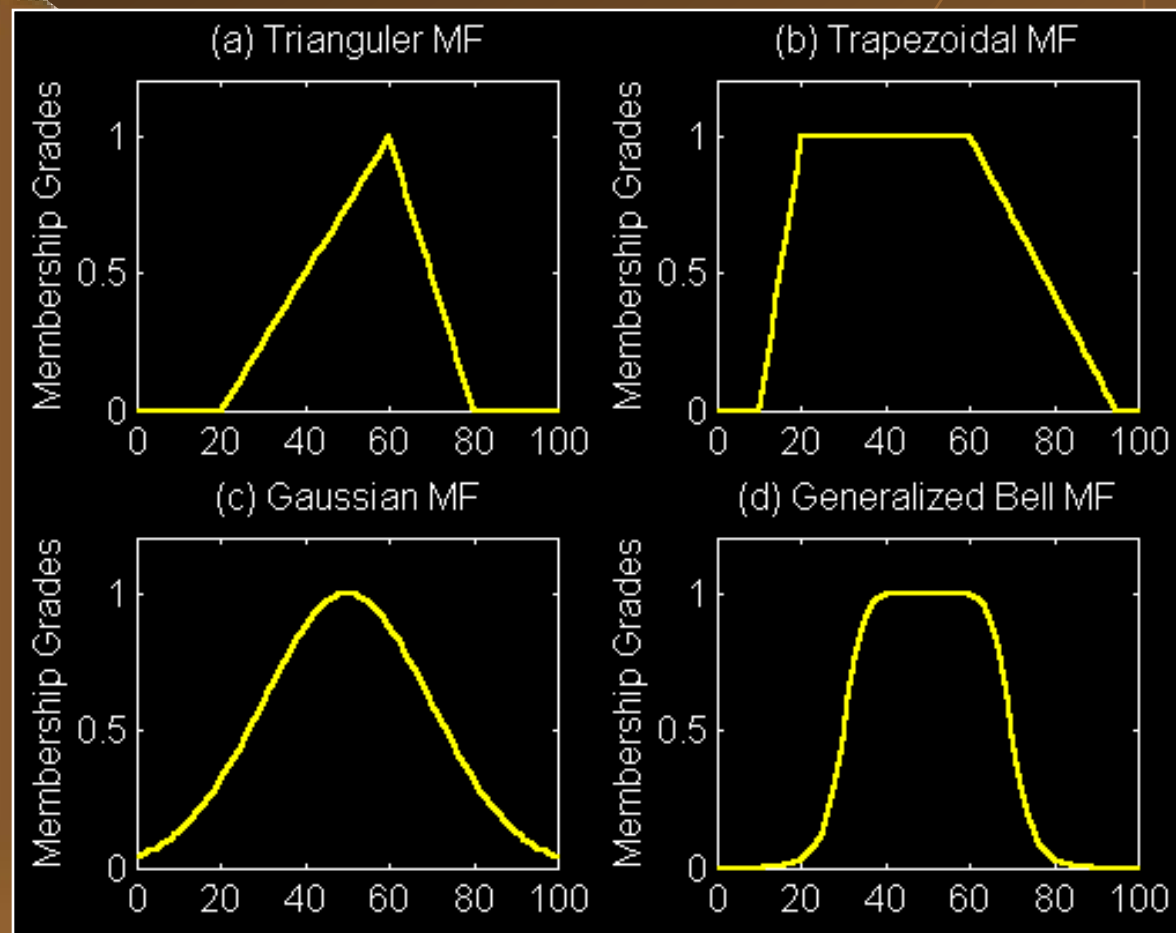 (a) Trianguler MF
Membership Grades
1
0.5
0
0 20 40 60 80 100
(b) Trapezoidal MF
Membership Grades
1
0.5
0
0 20 40 60 80 100
(c) Gaussian MF
Membership Grades
1
0.5
0
0 20 40 60 80 100
(d) Generalized Bell MF
Membership Grades
1
0.5
0
0 20 40 60 80 100